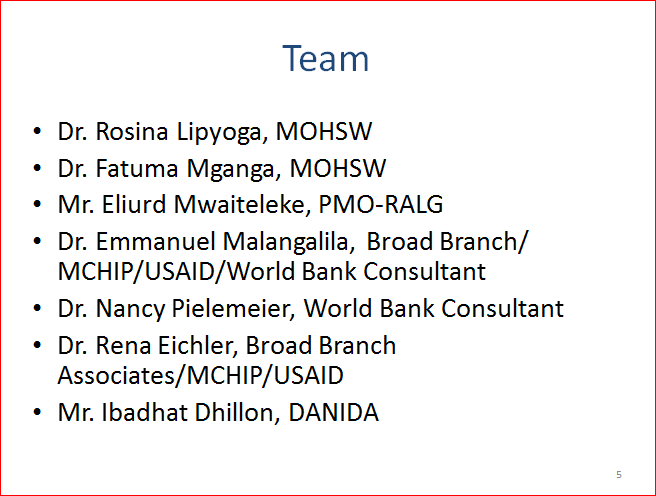 Team
• Dr. Rosina Lipyoga, MOHSW
• Dr. Fatuma Mganga, MOHSW
• Mr. Eliurd Mwaiteleke, PMO-RALG
• Dr. Emmanuel Malangalila, Broad Branch/
MCHIP/USAID/World Bank Consultant
• Dr. Nancy Pielemeier, World Bank Consultant
• Dr. Rena Eichler, Broad Branch
Associates/MCHIP/USAID
• Mr. Ibadhat Dhillon, DANIDA
5